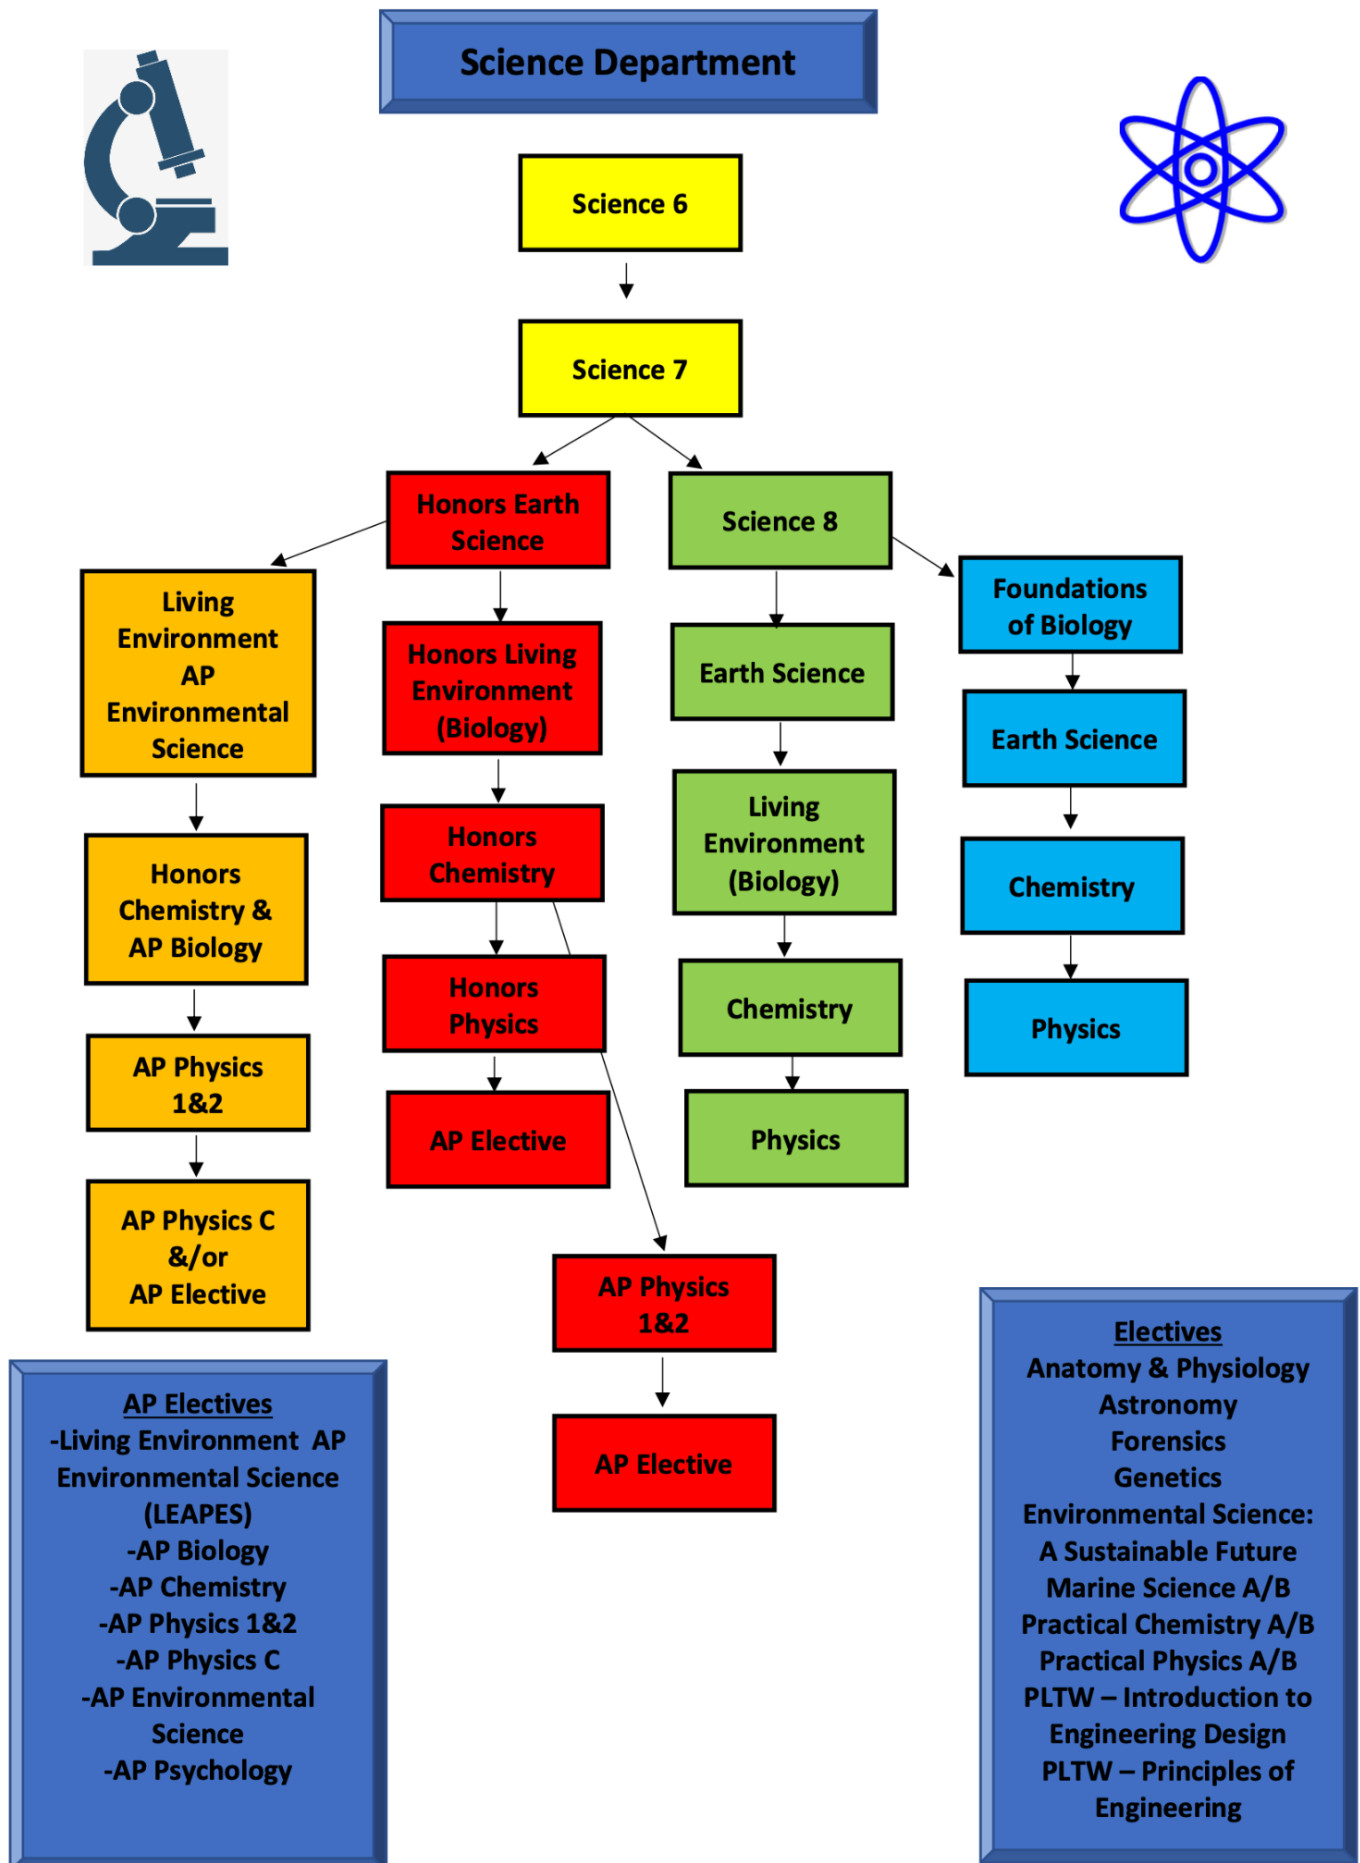 Science Department
Science 6
Science 7
Honors Earth
Science
Science 8
Living
Environment
AP
Environmental
Science
Honors Living
Environment
(Biology)
Earth Science
Foundations
of Biology
Earth Science
Honors
Chemistry &
AP Biology
Honors
Chemistry
Living
Environment
(Biology)
Chemistry
Honors
Physics
Chemistry
Physics
AP Physics
1&2
AP Elective
Physics
AP Physics C
&/or
AP Elective
AP Physics
1&2
AP Elective
AP Electives
-Living Environment  AP
Environmental Science
(LEAPES)
-AP Biology
-AP Chemistry
-AP Physics 1&2
-AP Physics C
-AP Environmental
Science
-AP Psychology
Electives
Anatomy & Physiology
Astronomy
Forensics
Genetics
Environmental Science:
A Sustainable Future
Marine Science A/B
Practical Chemistry A/B
Practical Physics A/B
PLTW – Introduction to
Engineering Design
PLTW – Principles of
Engineering